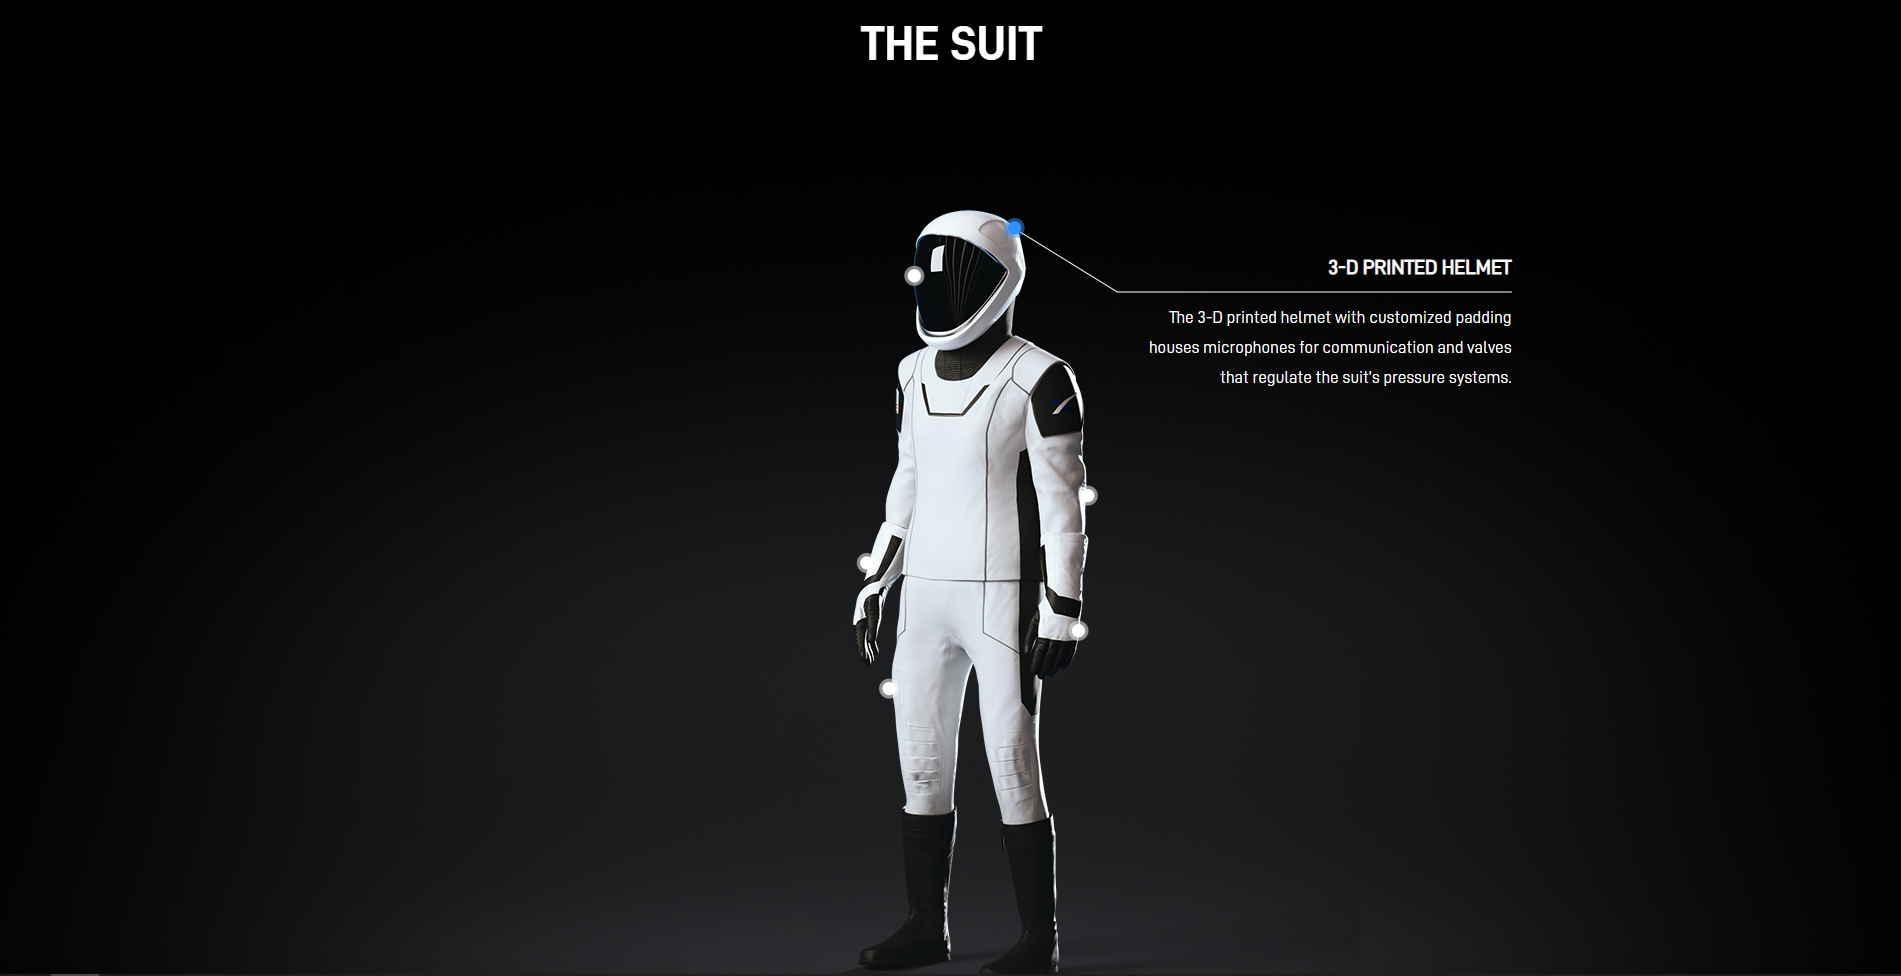 THE SUIT
3-D PRINTED HELMET
The 3-D printed helmet with customized padding
houses microphones for communication and valves
that regulate the suit's pressure systems.